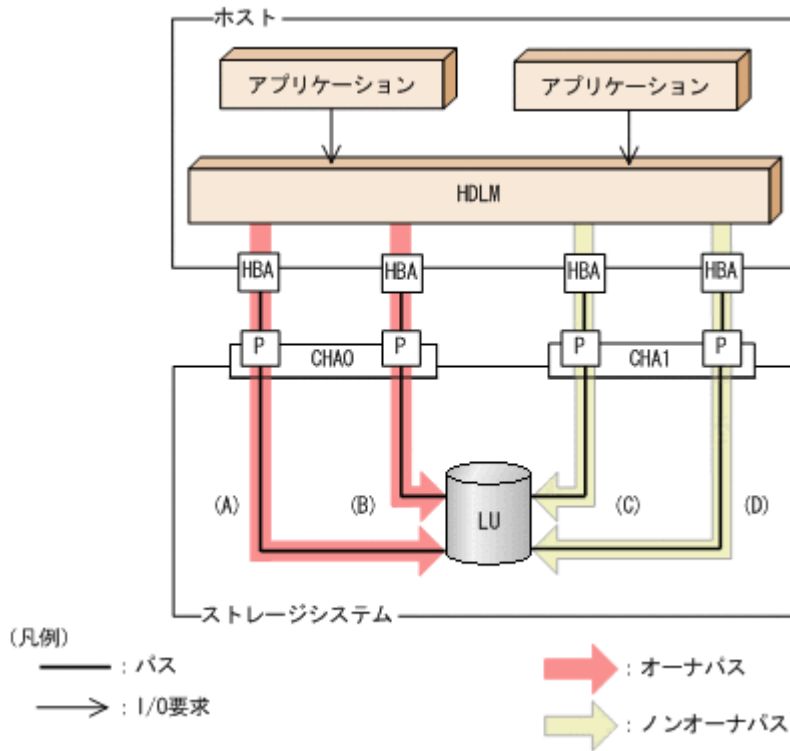 ホスト
アプリケーション
アプリケーション
HDLM
HBA
HBA
HBA
HBA
P
CHA0
P
P
CHA1
P
(A)
(B)
LU
(C)
(D)
ストレージシステム
(凡例)
：パス
：I/O要求
：オーナパス
：ノンオーナパス